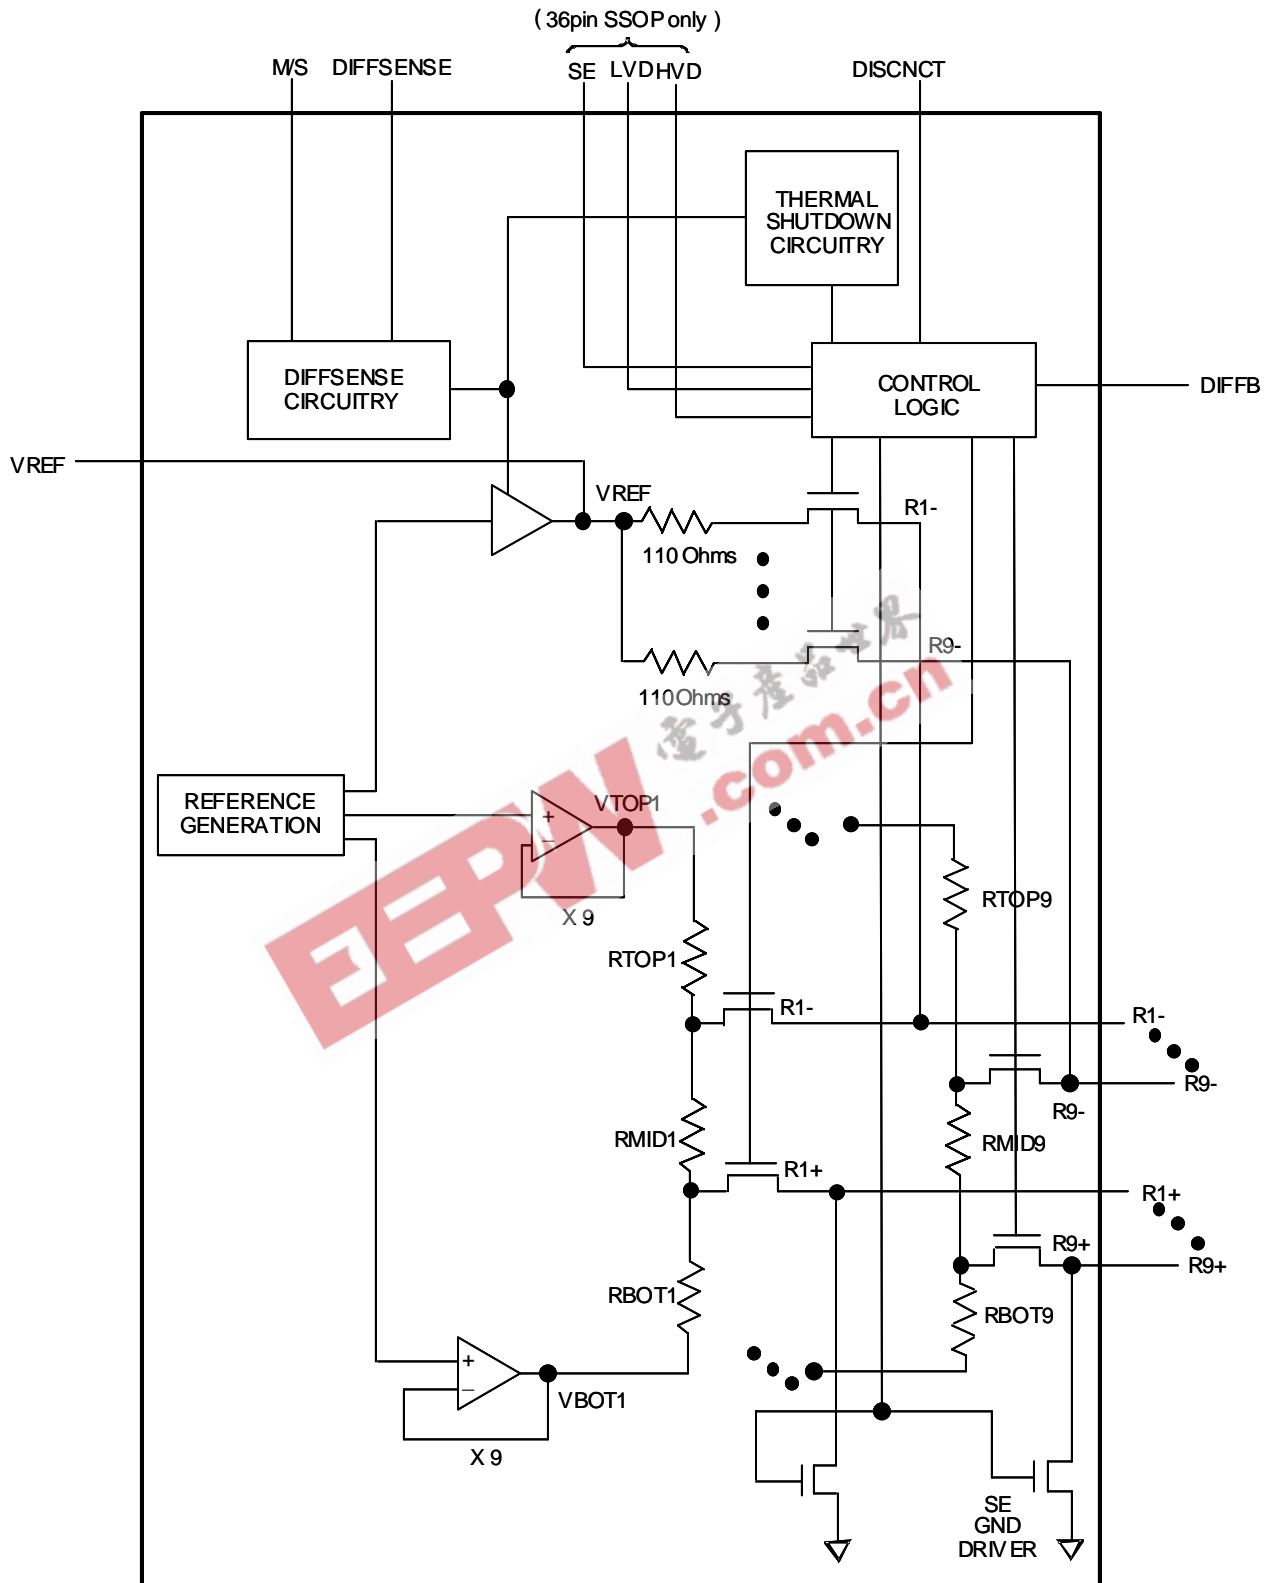 ( 36pin SSOP only )
M/S DIFFSENSE SE LVD HVD DISCNCT
THERMAL
SHUTDOWN
CIRCUITRY
DIFFSENSE
CIRCUITRY
CONTROL
LOGIC
DIFFB
VREF
VREF
R1-
110 Ohms
R9-
110 Ohms
電子產品世界
.com.cn
EEPW
REFERENCE
GENERATION
VTOP1
+
−
X 9
RTOP9
RTOP1
R1-
R1-
R9-
R9-
RMID1
RMID9
R1+
R1+
R9+
R9+
RBOT1
RBOT9
+
−
VBOT1
X 9
SE
GND
DRIVER